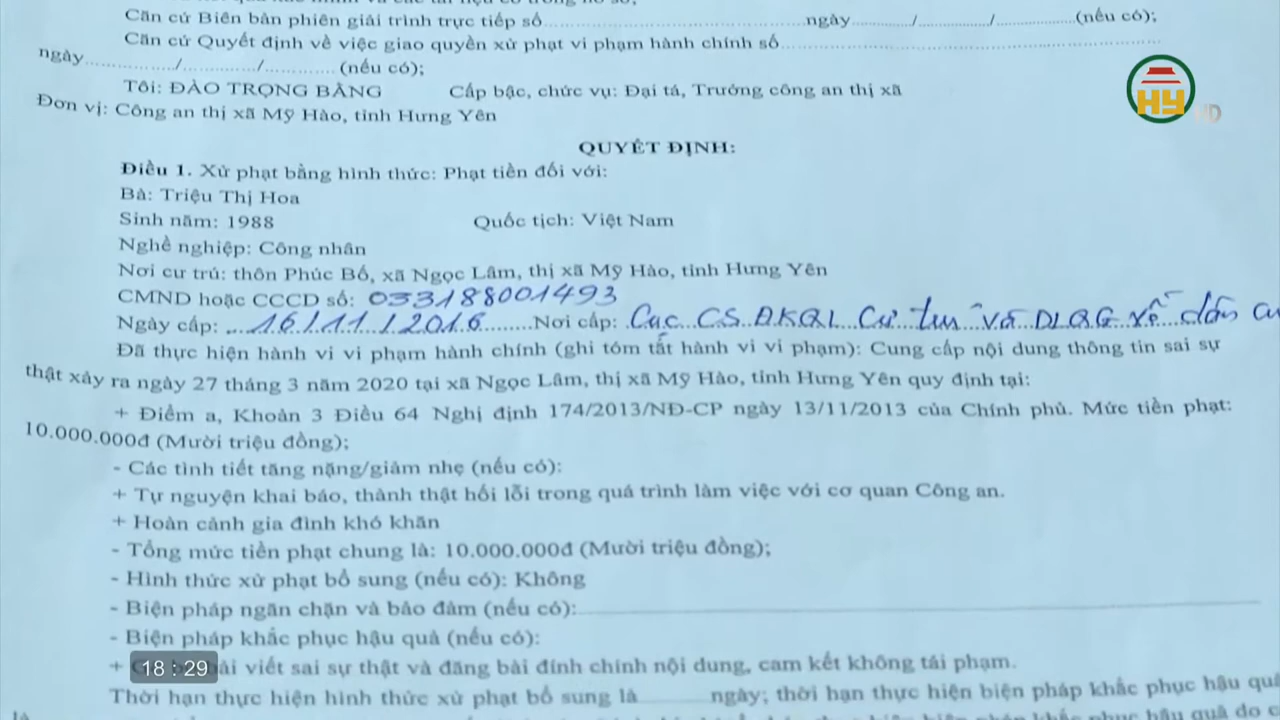 Căn cứ Biên bản phiên giải trình trực tiếp số..........ngày........../........../..........(nếu có);
Căn cứ Quyết định về việc giao quyền xử phạt vi phạm hành chính số..........
ngày........../........../.......... (nếu có);
Tôi: ĐÀO TRỌNG BẰNG Cấp bậc, chức vụ: Đại tá, Trưởng công an thị xã
Đơn vị: Công an thị xã Mỹ Hào, tỉnh Hưng Yên
HY HD
QUYẾT ĐỊNH:
Điều 1. Xử phạt bằng hình thức: Phạt tiền đối với:
Bà: Triệu Thị Hoa
Sinh năm: 1988 Quốc tịch: Việt Nam
Nghề nghiệp: Công nhân
Nơi cư trú: thôn Phúc Bố, xã Ngọc Lâm, thị xã Mỹ Hào, tỉnh Hưng Yên
CMND hoặc CCCD số: 033188001493
Ngày cấp: 16/11/2016 Nơi cấp: Cục CS ĐKQL Cư trú và DLQG về dân cư
Đã thực hiện hành vi vi phạm hành chính (ghi tóm tắt hành vi vi phạm): Cung cấp nội dung thông tin sai sự
thật xảy ra ngày 27 tháng 3 năm 2020 tại xã Ngọc Lâm, thị xã Mỹ Hào, tỉnh Hưng Yên quy định tại:
+ Điểm a, Khoản 3 Điều 64 Nghị định 174/2013/NĐ-CP ngày 13/11/2013 của Chính phủ. Mức tiền phạt:
10.000.000đ (Mười triệu đồng);
- Các tình tiết tăng nặng/giảm nhẹ (nếu có):
+ Tự nguyện khai báo, thành thật hối lỗi trong quá trình làm việc với cơ quan Công an.
+ Hoàn cảnh gia đình khó khăn
- Tổng mức tiền phạt chung là: 10.000.000đ (Mười triệu đồng);
- Hình thức xử phạt bổ sung (nếu có): Không
- Biện pháp ngăn chặn và bảo đảm (nếu có):
- Biện pháp khắc phục hậu quả (nếu có):
+ bài viết sai sự thật và đăng bài đính chính nội dung, cam kết không tái phạm.
18:29
Thời hạn thực hiện hình thức xử phạt bổ sung là..........ngày; thời hạn thực hiện biện pháp khắc phục hậu quả